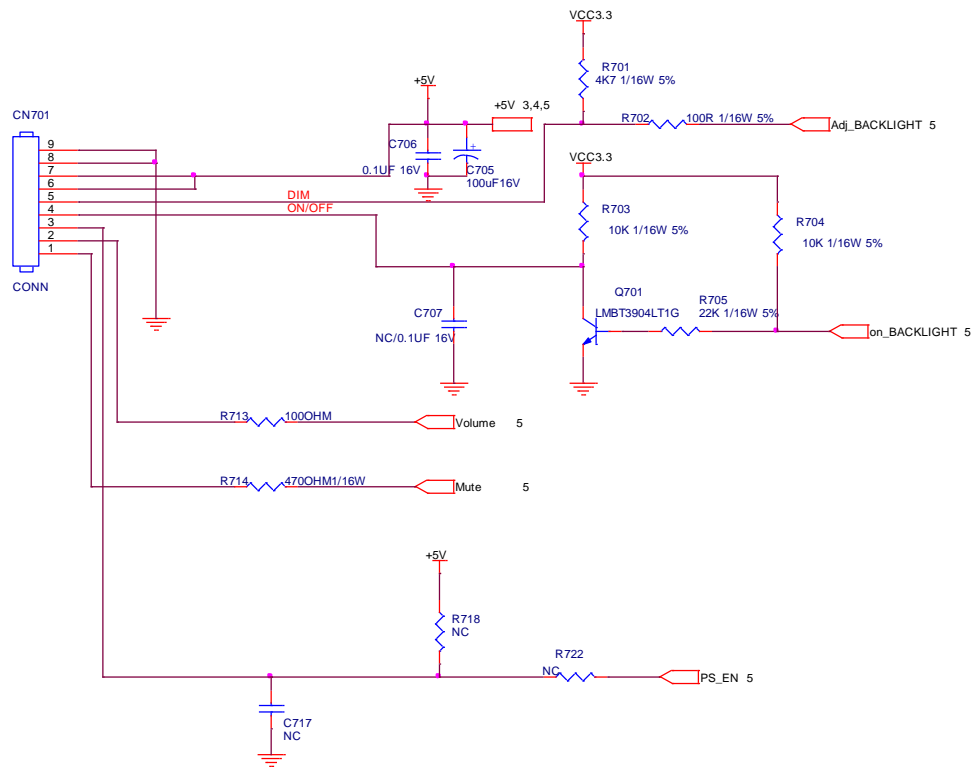 VCC3.3
R701
4K7 1/16W 5%
+5V
+5V 3,4,5
R702 100R 1/16W 5%
Adj_BACKLIGHT 5
CN701
9
8
7
6
5
4
3
2
1
CONN
C706
0.1UF 16V
+
C705
100uF16V
VCC3.3
DIM
ON/OFF
R703
10K 1/16W 5%
R704
10K 1/16W 5%
Q701
LMBT3904LT1G
R705
22K 1/16W 5%
on_BACKLIGHT 5
C707
NC/0.1UF 16V
R713 100OHM
Volume 5
R714 470OHM1/16W
Mute 5
+5V
R718
NC
R722
NC
PS_EN 5
C717
NC